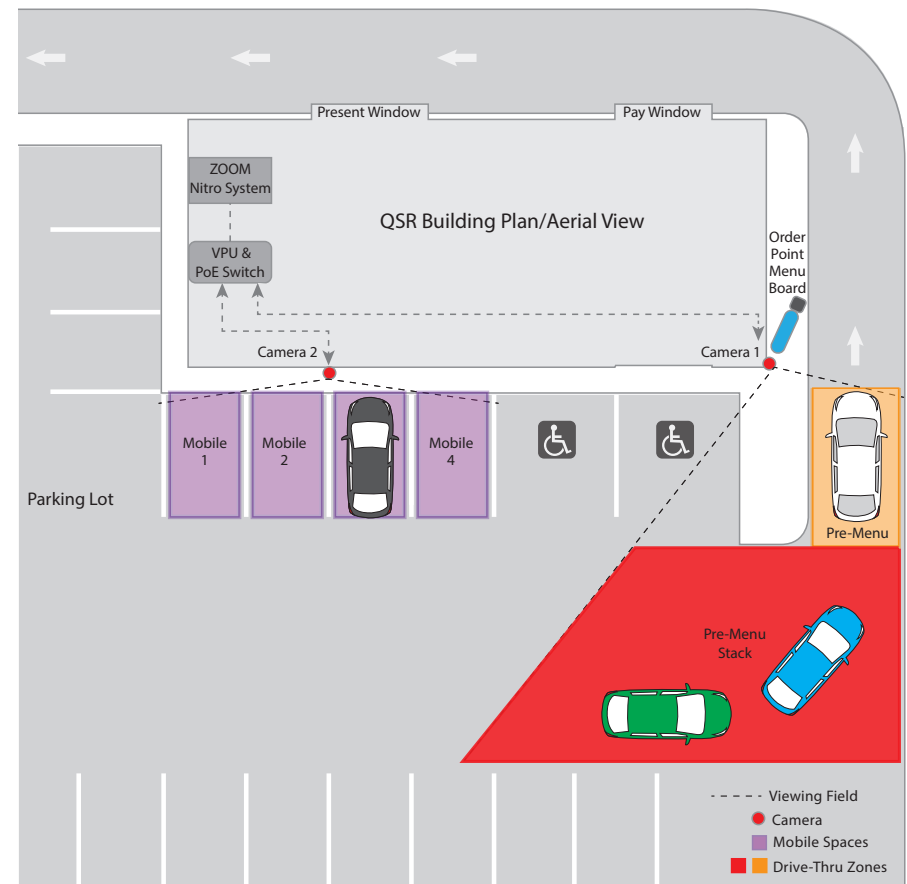 Present Window
Pay Window
ZOOM
Nitro System
QSR Building Plan/Aerial View
Order
Point
Menu
Board
VPU &
PoE Switch
Camera 2
Camera 1
Mobile
1
Mobile
2
Mobile
4
Parking Lot
Pre-Menu
Pre-Menu
Stack
Viewing Field
Camera
Mobile Spaces
Drive-Thru Zones